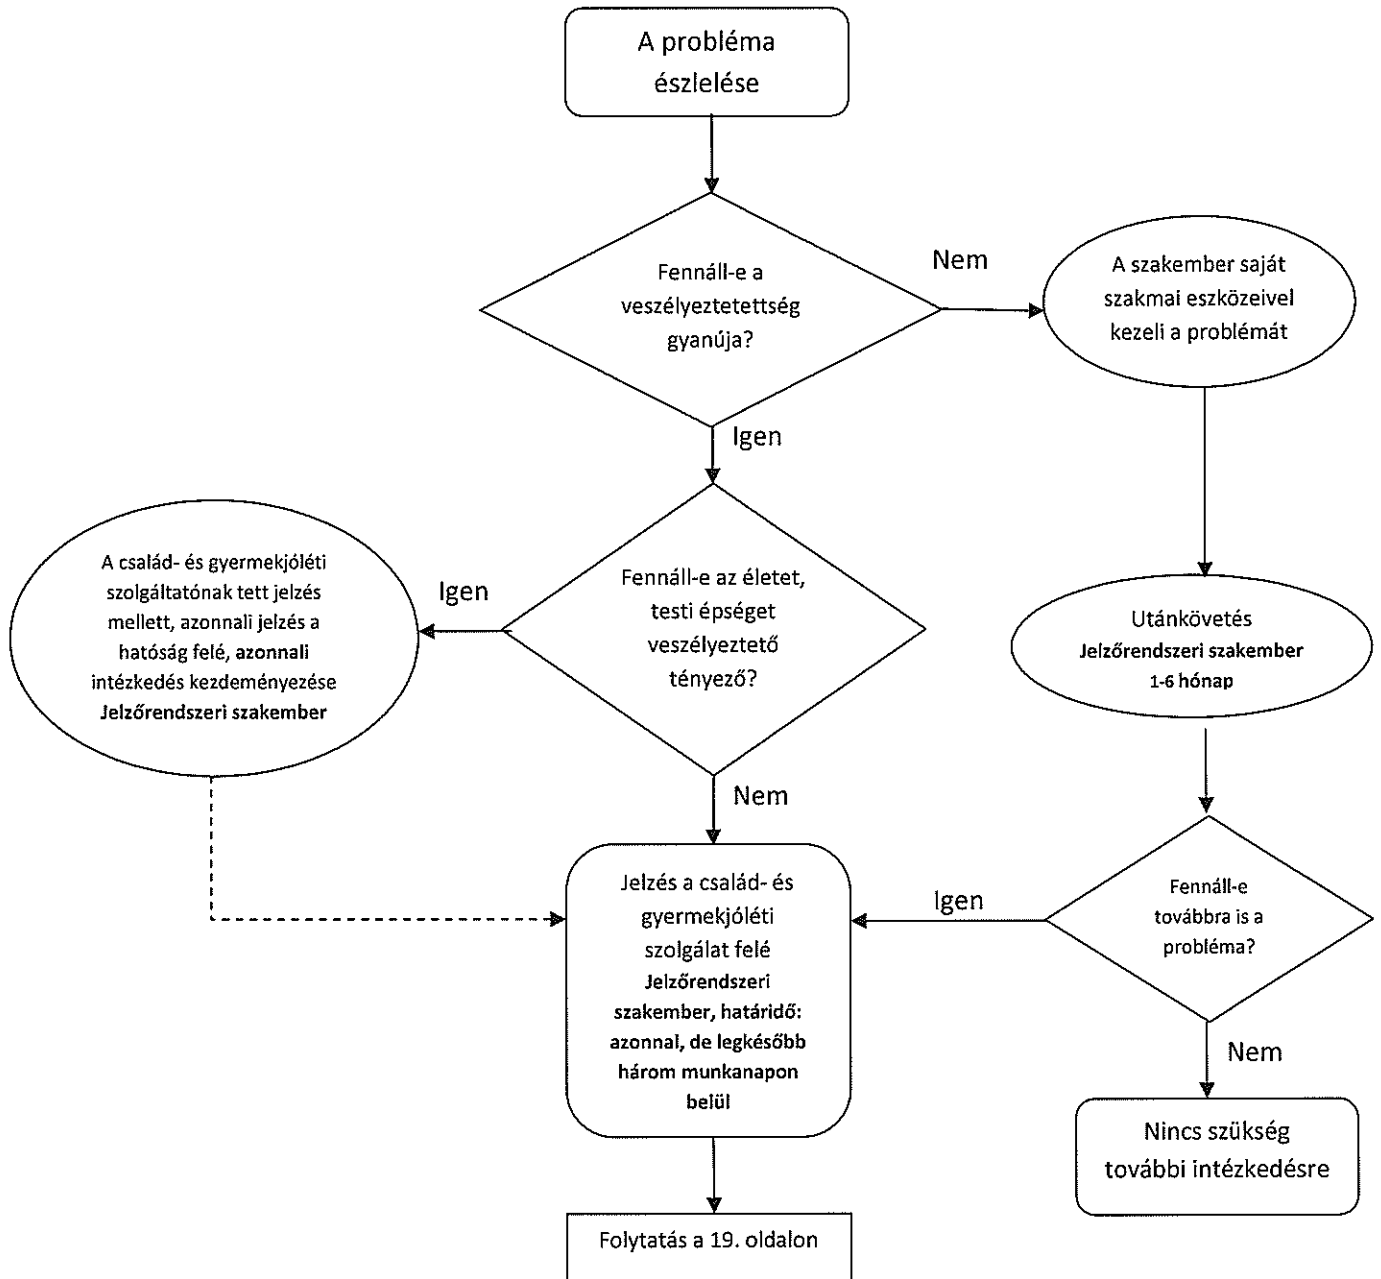 A probléma
észlelése
Fennáll-e a
veszélyeztetettség
gyanúja?
Nem
A szakember saját
szakmai eszközeivel
kezeli a problémát
Igen
A család- és gyermekjóléti
szolgáltatónak tett jelzés
mellett, azonnali jelzés a
hatóság felé, azonnali
intézkedés kezdeményezése
Jelzőrendszeri szakember
Igen
Fennáll-e az életet,
testi épséget
veszélyeztető
tényező?
Utánkövetés
Jelzőrendszeri szakember
1-6 hónap
Nem
Jelzés a család- és
gyermekjóléti
szolgálat felé
Jelzőrendszeri
szakember, határidő:
azonnal, de legkésőbb
három munkanapon
belül
Igen
Fennáll-e
továbbra is a
probléma?
Nem
Nincs szükség
további intézkedésre
Folytatás a 19. oldalon